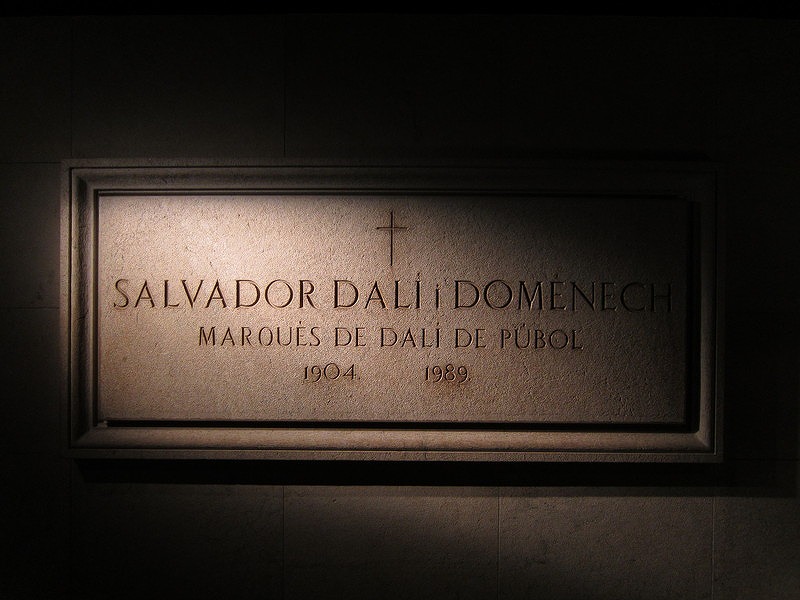 SALVADOR DALÍ i DOMÈNECH
MARQUÉS DE DALÍ DE PÚBOL
1904. 1989.